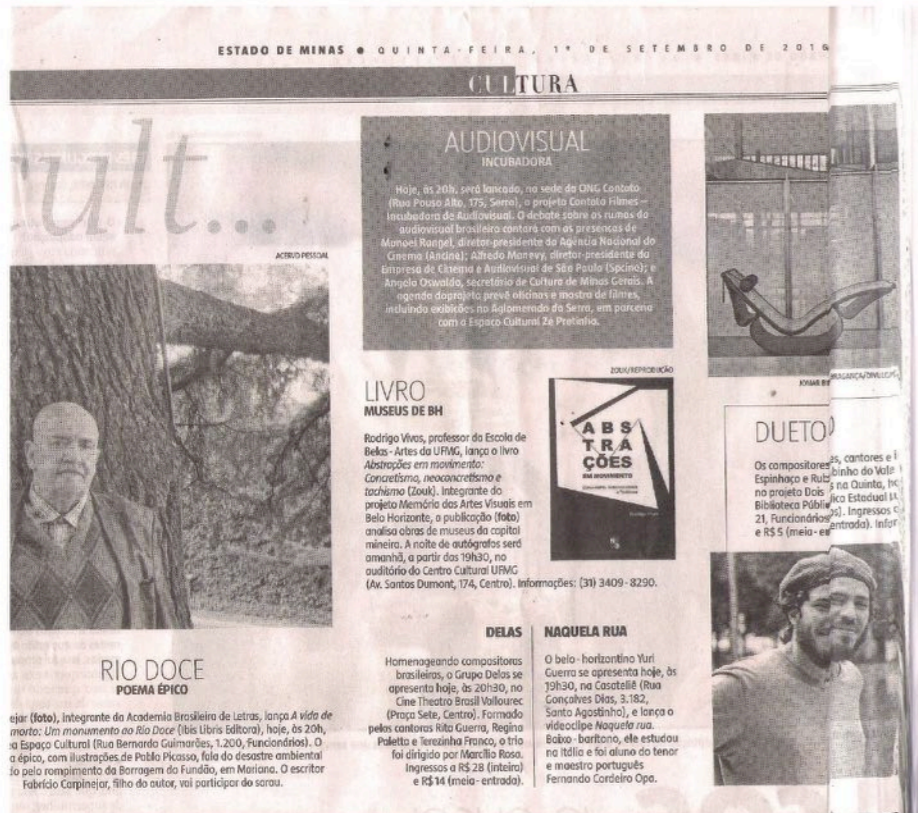 ESTADO DE MINAS ● QUINTA-FEIRA, 1º DE SETEMBRO DE 2016
CULTURA
cult...
ACERVO PESSOAL
RIO DOCE
POEMA ÉPICO
ejar (foto), integrante da Academia Brasileira de Letras, lança A vida de
morto: Um monumento ao Rio Doce (Ibis Libris Editora), hoje, às 20h,
Espaço Cultural (Rua Bernardo Guimarães, 1.200, Funcionários). O
épico, com ilustrações de Pablo Picasso, fala do desastre ambiental
pelo rompimento da Barragem do Fundão, em Mariana. O escritor
Fabrício Carpinejar, filho do autor, vai participar do sarau.
AUDIOVISUAL
INCUBADORA
Hoje, às 20h, será lançado, na sede da ONG Contato
(Rua Pouso Alto, 175, Serra), o projeto Contato Filmes –
Incubadora de Audiovisual. O debate sobre os rumos do
audiovisual brasileiro contará com as presenças de
Manoel Rangel, diretor-presidente da Agência Nacional do
Cinema (Ancine); Alfredo Manevy, diretor-presidente da
Empresa de Cinema e Audiovisual de São Paulo (Spcine); e
Angelo Oswaldo, secretário de Cultura de Minas Gerais. A
agenda doprojeto prevê oficinas e mostra de filmes,
incluindo exibições no Aglomerado da Serra, em parceria
com o Espaço Cultural Zé Pretinho.
LIVRO
MUSEUS DE BH
Rodrigo Vivas, professor da Escola de
Belas-Artes da UFMG, lança o livro
Abstrações em movimento:
Concretismo, neoconcretismo e
tachismo (Zouk). Integrante do
projeto Memória das Artes Visuais em
Belo Horizonte, a publicação (foto)
analisa obras de museus da capital
mineira. A noite de autógrafos será
amanhã, a partir das 19h30, no
auditório do Centro Cultural UFMG
(Av. Santos Dumont, 174, Centro). Informações: (31) 3409-8290.
ZOUK/REPRODUÇÃO
ABS
TRA
ÇÕES
EM MOVIMENTO
DELAS
Homenageando compositoras
brasileiras, o Grupo Delas se
apresenta hoje, às 20h30, no
Cine Theatro Brasil Vallourec
(Praça Sete, Centro). Formado
pelas cantoras Rita Guerra, Regina
Paletta e Terezinha Franco, o trio
foi dirigido por Marcílio Rosa.
Ingressos a R$ 28 (inteira)
e R$ 14 (meia-entrada).
NAQUELA RUA
O belo-horizontino Yuri
Guerra se apresenta hoje, às
19h30, na Casateliê (Rua
Gonçalves Dias, 3.182,
Santo Agostinho), e lança o
videoclipe Naquela rua.
Baixo-barítono, ele estudou
na Itália e foi aluno do tenor
e maestro português
Fernando Cordeiro Opa.
BRAGANÇA/DIVULGAÇ
DUETO
Os compositores, cantores e
Espinhaço e Rubinho do Vale
no projeto Dois na Quinta,
Biblioteca Pública Estadual
21, Funcionários). Ingressos
e R$ 5 (meia-entrada). Infor